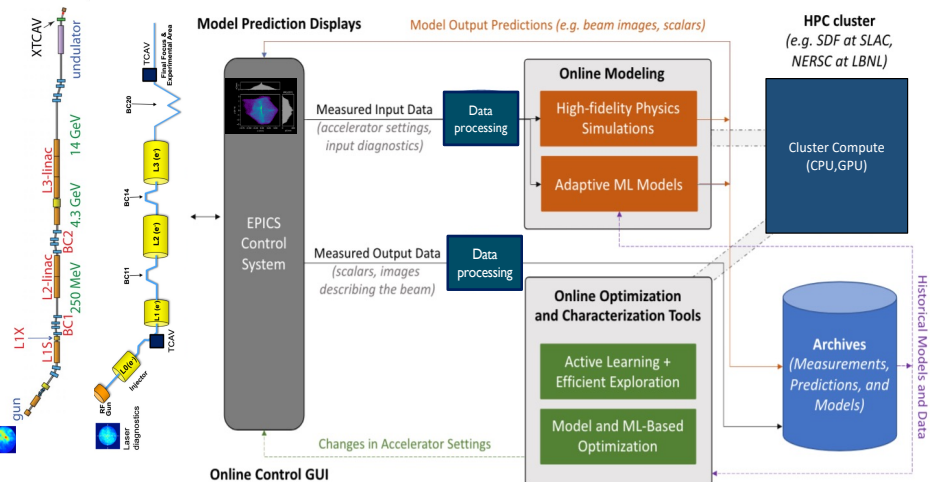 XTCAV
undulator
14 GeV
L3-linac
4.3 GeV
BC2
L2-linac
250 MeV
BC1
L1X
L1S
gun
TCAV
Final Focus &
Experimental Area
BC20
L3 (e-)
BC14
L2 (e-)
BC11
L1 (e-)
TCAV
L0(e-)
Injector
RF
Gun
Laser
diagnostics
Model Prediction Displays
EPICS
Control
System
Online Control GUI
Model Output Predictions (e.g. beam images, scalars)
Measured Input Data
(accelerator settings,
input diagnostics)
Data
processing
Online Modeling
High-fidelity Physics
Simulations
Adaptive ML Models
Measured Output Data
(scalars, images
describing the beam)
Data
processing
Online Optimization
and Characterization Tools
Active Learning +
Efficient Exploration
Model and ML-Based
Optimization
Changes in Accelerator Settings
HPC cluster
(e.g. SDF at SLAC,
NERSC at LBNL)
Cluster Compute
(CPU,GPU)
Archives
(Measurements,
Predictions, and
Models)
Historical Models and Data